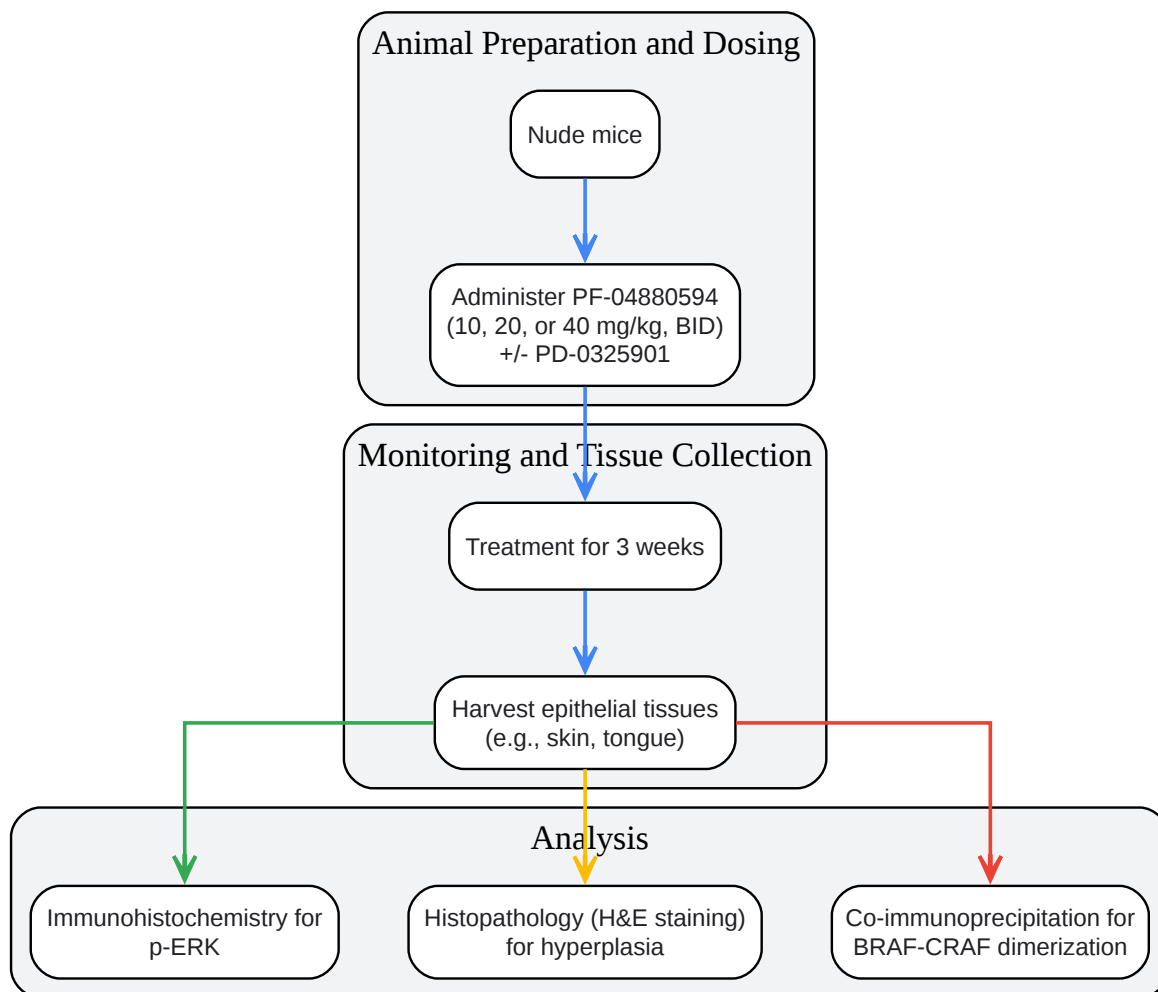 Animal Preparation and Dosing
Nude mice
Administer PF-04880594
(10, 20, or 40 mg/kg, BID)
+/- PD-0325901
Monitoring and Tissue Collection
Treatment for 3 weeks
Harvest epithelial tissues
(e.g., skin, tongue)
Analysis
Immunohistochemistry for
p-ERK
Histopathology (H&E staining)
for hyperplasia
Co-immunoprecipitation for
BRAF-CRAF dimerization